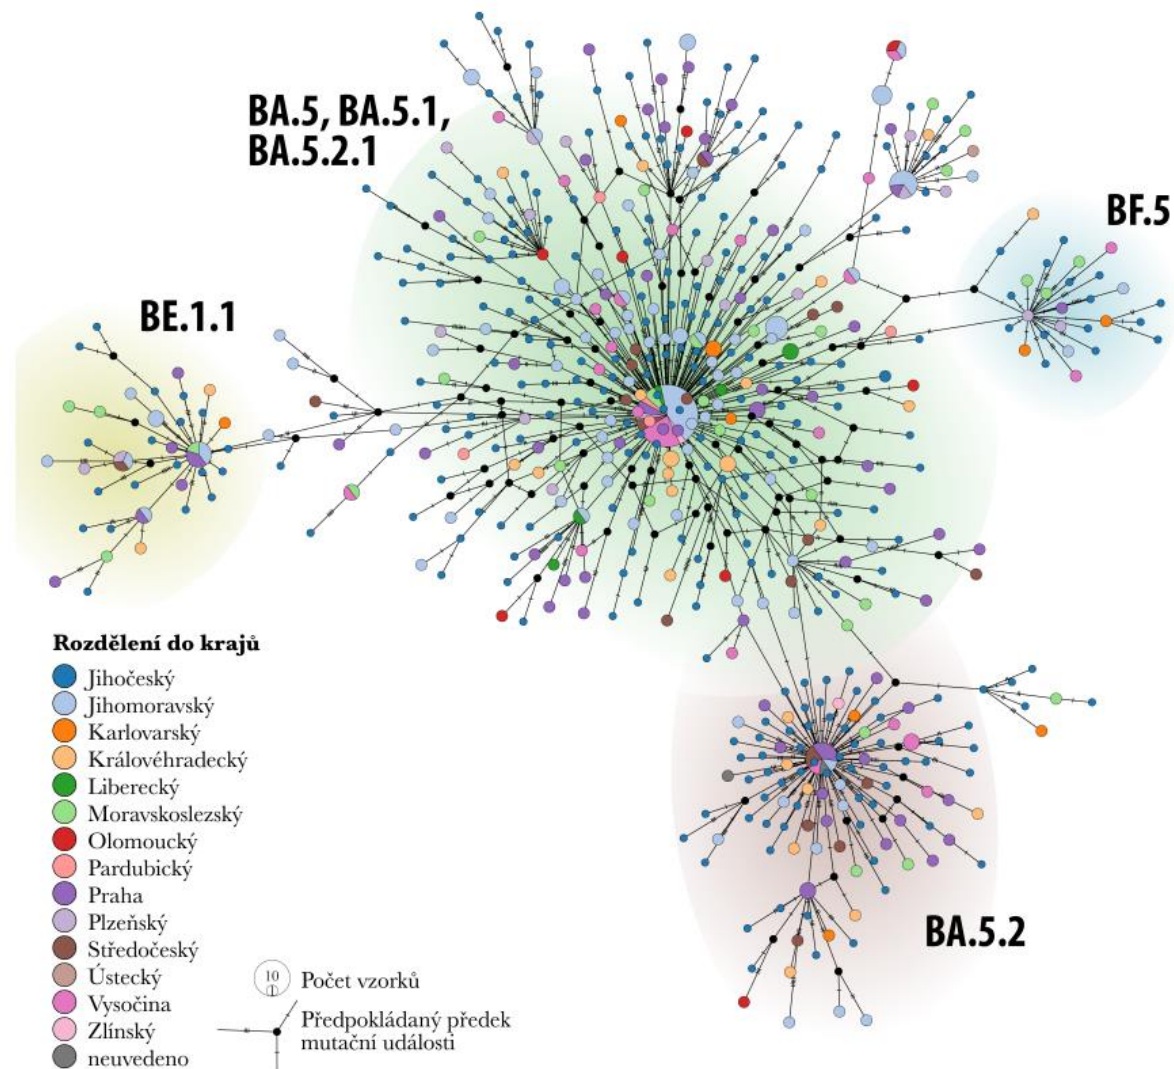 BA.5, BA.5.1,
BA.5.2.1
BF.5
BE.1.1
BA.5.2
Rozdělení do krajů
Jihočeský
Jihomoravský
Karlovarský
Královéhradecký
Liberecký
Moravskoslezský
Olomoucký
Pardubický
Praha
Plzeňský
Středočeský
Ústecký
Vysočina
Zlínský
neuvedeno
10
1
Počet vzorků
Předpokládaný předek
mutační události